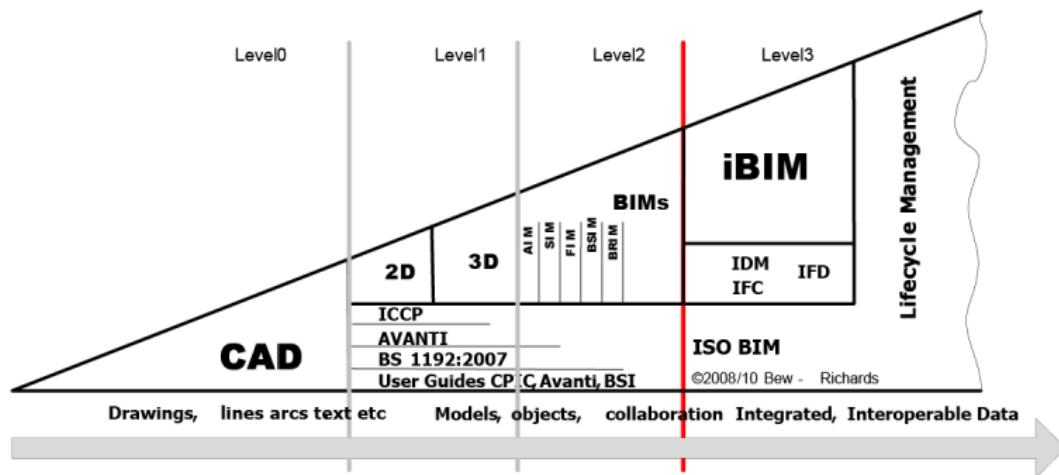 Level0
Level1
Level2
Level3
Lifecycle Management
iBIM
BIMs
AIM
SIM
FIM
BSIM
BRIM
2D
3D
IDM
IFD
IFC
ICCP
AVANTI
CAD
BS 1192:2007
ISO BIM
User Guides CPIC, Avanti, BSI
©2008/10 Bew - Richards
Drawings, lines arcs text etc
Models, objects, collaboration
Integrated, Interoperable Data